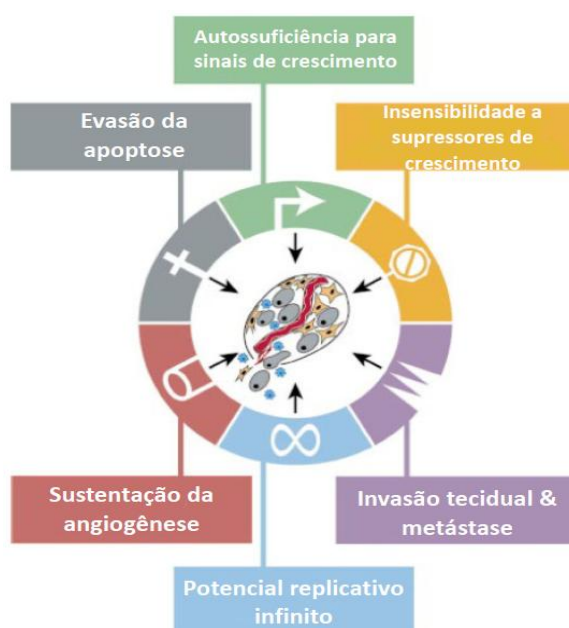 Autossuficiência para
sinais de crescimento
Evasão da
apoptose
Insensibilidade a
supressores de
crescimento
Sustentação da
angiogênese
Invasão tecidual &
metástase
Potencial replicativo
infinito